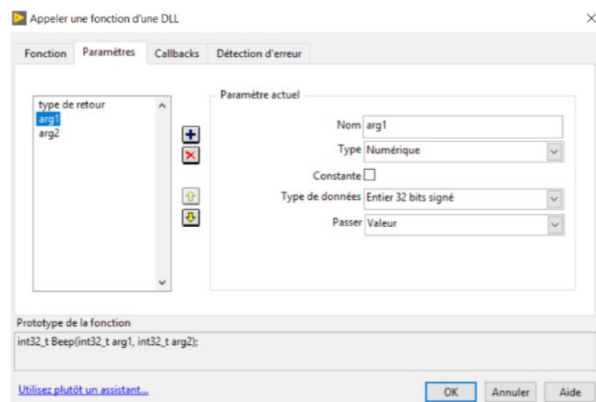 Appeler une fonction d'une DLL
Fonction Paramètres Callbacks Détection d'erreur
type de retour
arg1
arg2
Paramètre actuel
Nom arg1
Type Numérique
Constante
Type de données Entier 32 bits signé
Passer Valeur
Prototype de la fonction
int32_t Beep(int32_t arg1, int32_t arg2);
Utilisez plutôt un assistant...
OK Annuler Aide